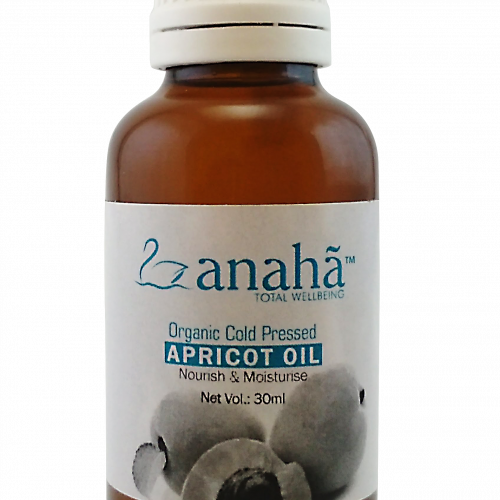 anahã™
TOTAL WELLBEING
Organic Cold Pressed
APRICOT OIL
Nourish & Moisturise
Net Vol.: 30ml